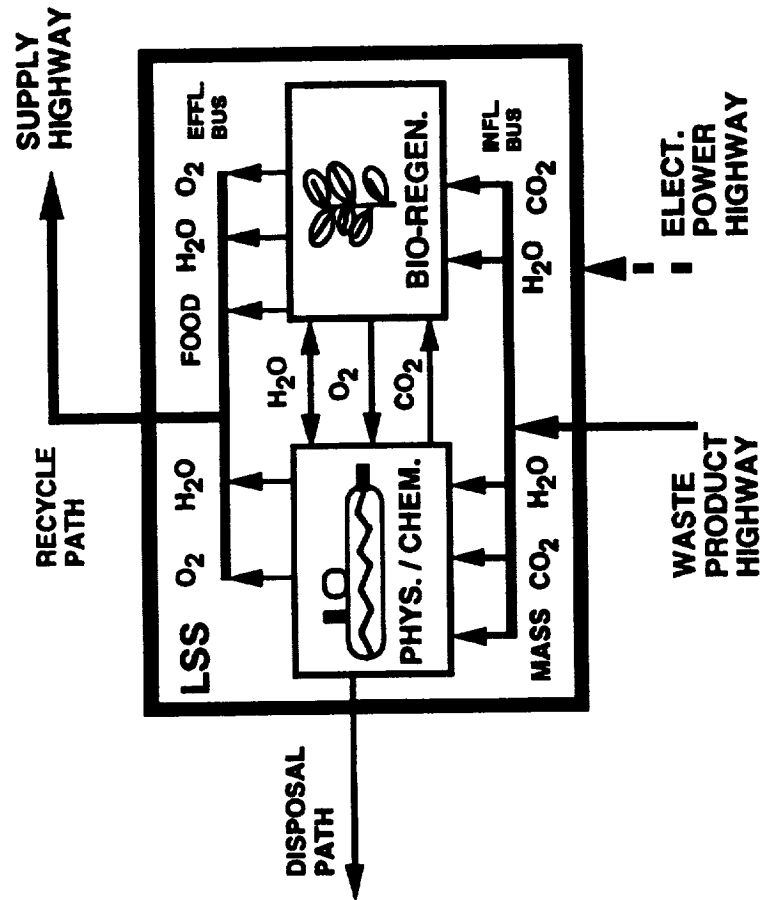 SUPPLY
HIGHWAY
RECYCLE
PATH
LSS
O2
H2O
FOOD
H2O
O2
EFFL.
BUS
H2O
O2
CO2
DISPOSAL
PATH
PHYS. / CHEM.
BIO-REGEN.
INFL
BUS
MASS
CO2
H2O
H2O
CO2
WASTE
PRODUCT
HIGHWAY
ELECT.
POWER
HIGHWAY